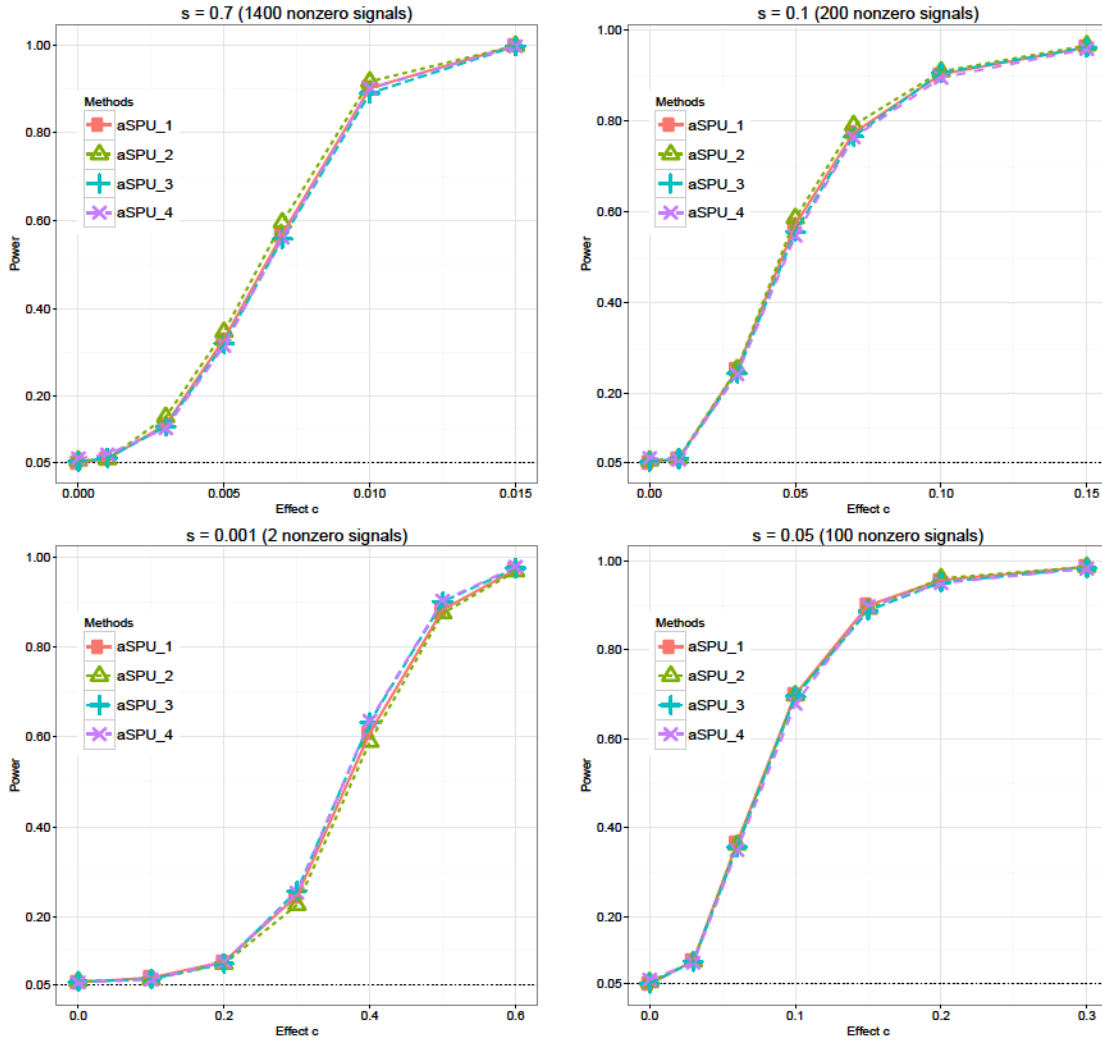 s = 0.7 (1400 nonzero signals)
1.00
0.80
0.60
0.40
0.20
0.05
Power
Methods
aSPU_1
aSPU_2
aSPU_3
aSPU_4
0.000
0.005
0.010
0.015
Effect c
s = 0.1 (200 nonzero signals)
1.00
0.80
0.60
0.40
0.20
0.05
Power
Methods
aSPU_1
aSPU_2
aSPU_3
aSPU_4
0.00
0.05
0.10
0.15
Effect c
s = 0.001 (2 nonzero signals)
1.00
0.80
0.60
0.40
0.20
0.05
Power
Methods
aSPU_1
aSPU_2
aSPU_3
aSPU_4
0.0
0.2
0.4
0.6
Effect c
s = 0.05 (100 nonzero signals)
1.00
0.80
0.60
0.40
0.20
0.05
Power
Methods
aSPU_1
aSPU_2
aSPU_3
aSPU_4
0.0
0.1
0.2
0.3
Effect c